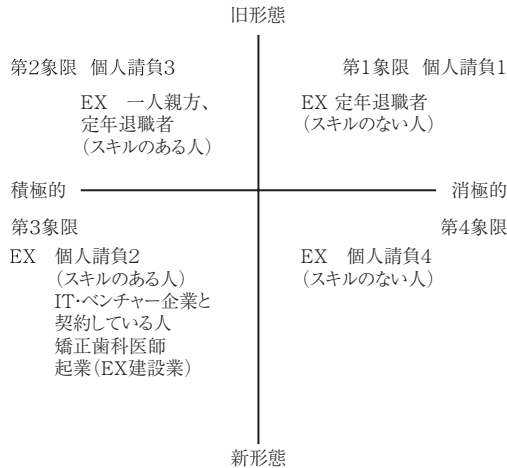 旧形態
第2象限 個人請負3
第1象限 個人請負1
EX 一人親方、
定年退職者
(スキルのある人)
EX 定年退職者
(スキルのない人)
積極的
消極的
第3象限
第4象限
EX 個人請負2
(スキルのある人)
IT・ベンチャー企業と
契約している人
矯正歯科医師
起業(EX建設業)
EX 個人請負4
(スキルのない人)
新形態